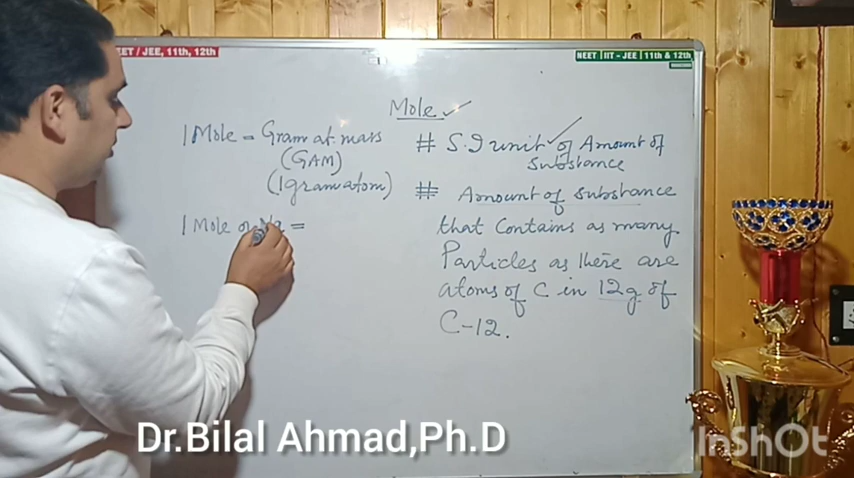 NEET / JEE, 11th, 12th
NEET | IIT - JEE | 11th & 12th
Mole ✓
1 Mole = Gram at. mass
(GAM)
(1 gram atom)
1 Mole of =
# S.I unit of Amount of
Substance
# Amount of substance
that Contains as many
Particles as there are
atoms of C in 12g of
C-12.
Dr.Bilal Ahmad,Ph.D
InShOt